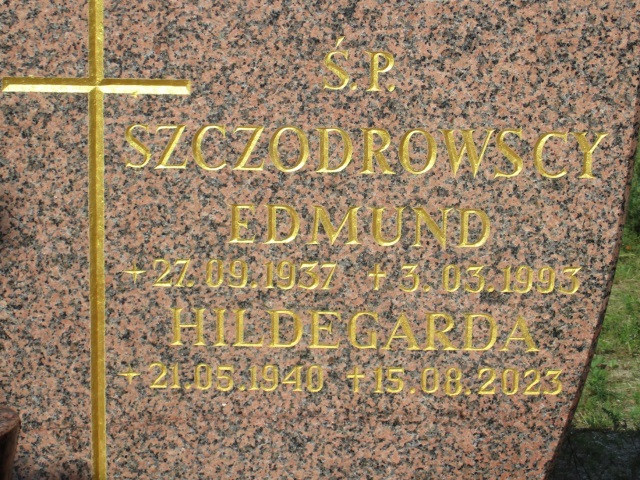 Ś.P.
SZCZODROWSCY
EDMUND
+ 27.09.1937 † 3.03.1993
HILDEGARDA
+ 21.05.1940 † 15.08.2023